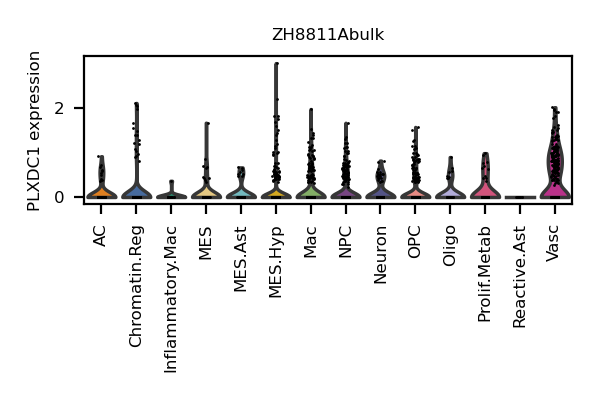 ZH8811Abulk
PLXDC1 expression
2
0
AC
Chromatin.Reg
Inflammatory.Mac
MES
MES.Ast
MES.Hyp
Mac
NPC
Neuron
OPC
Oligo
Prolif.Metab
Reactive.Ast
Vasc